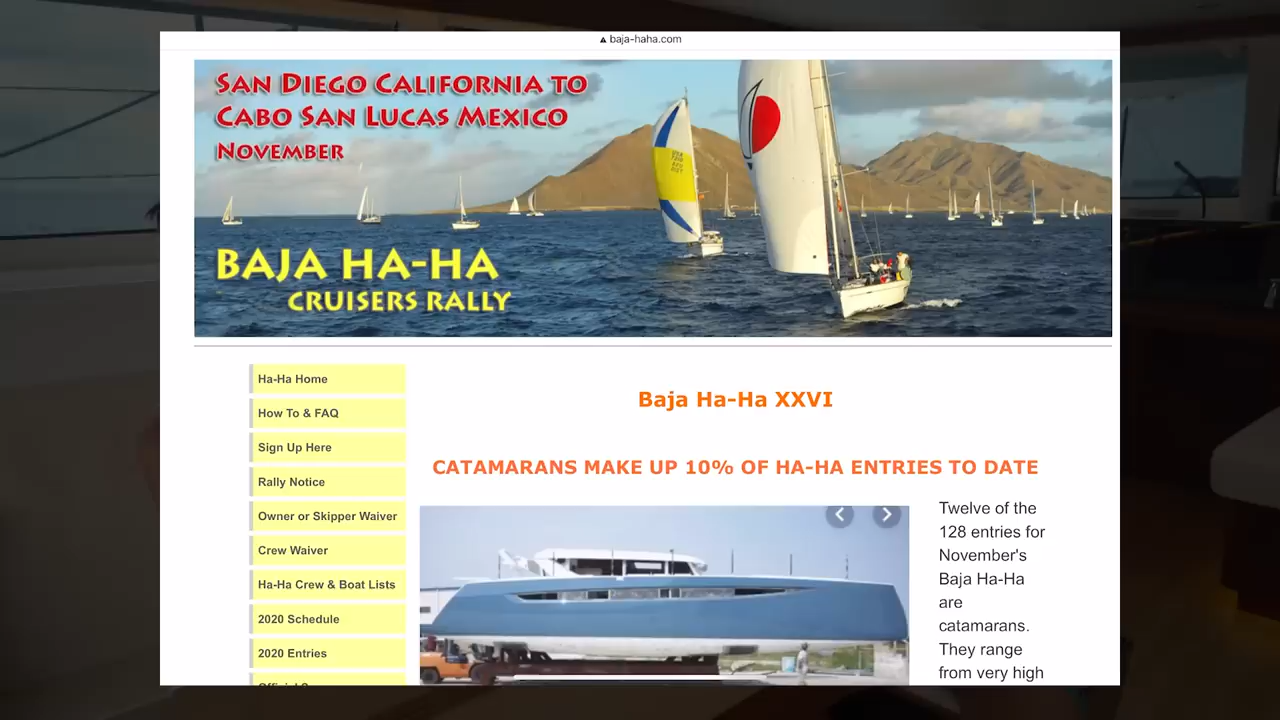 baja-haha.com
SAN DIEGO CALIFORNIA TO
CABO SAN LUCAS MEXICO
NOVEMBER
BAJA HA-HA
CRUISERS RALLY
Ha-Ha Home
How To & FAQ
Sign Up Here
Rally Notice
Owner or Skipper Waiver
Crew Waiver
Ha-Ha Crew & Boat Lists
2020 Schedule
2020 Entries
Baja Ha-Ha XXVI
CATAMARANS MAKE UP 10% OF HA-HA ENTRIES TO DATE
Twelve of the
128 entries for
November's
Baja Ha-Ha
are
catamarans.
They range
from very high